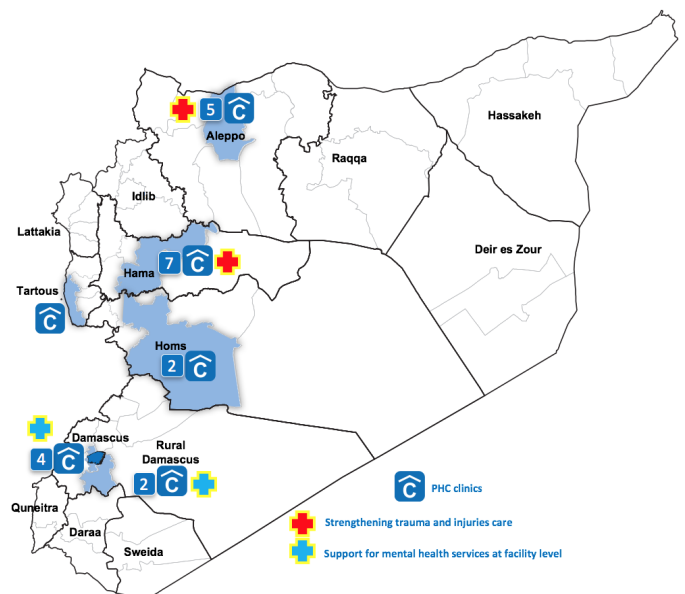 5 C
Aleppo
Hassakeh
Raqqa
Idlib
Lattakia
Deir es Zour
7 C
Hama
Tartous
C
Homs
2 C
Damascus
4 C
Rural
Damascus
2 C
C PHC clinics
Quneitra
Daraa
Sweida
Strengthening trauma and injuries care
Support for mental health services at facility level